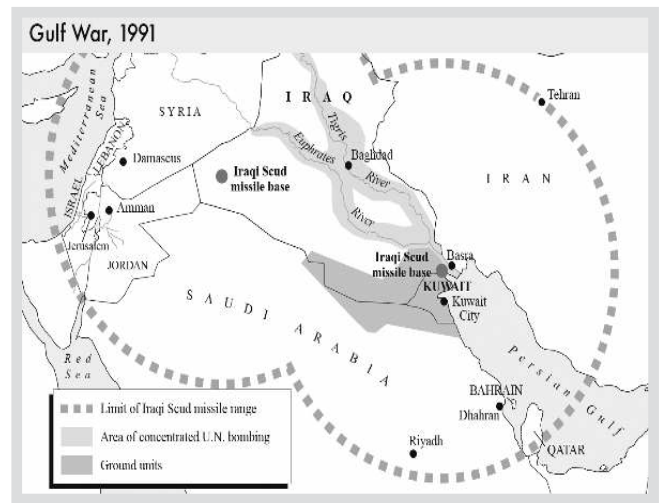 Gulf War, 1991
Mediterranean
Sea
SYRIA
IRAQ
Tigris
River
Euphrates
River
Tehran
Baghdad
IRAN
LEBANON
Damascus
Iraqi Scud
missile base
ISRAEL
Amman
Jerusalem
JORDAN
Iraqi Scud
missile base
Basra
KUWAIT
Kuwait
City
SAUDI ARABIA
Red
Sea
Persian Gulf
BAHRAIN
Dhahran
Riyadh
QATAR
Limit of Iraqi Scud missile range
Area of concentrated U.N. bombing
Ground units